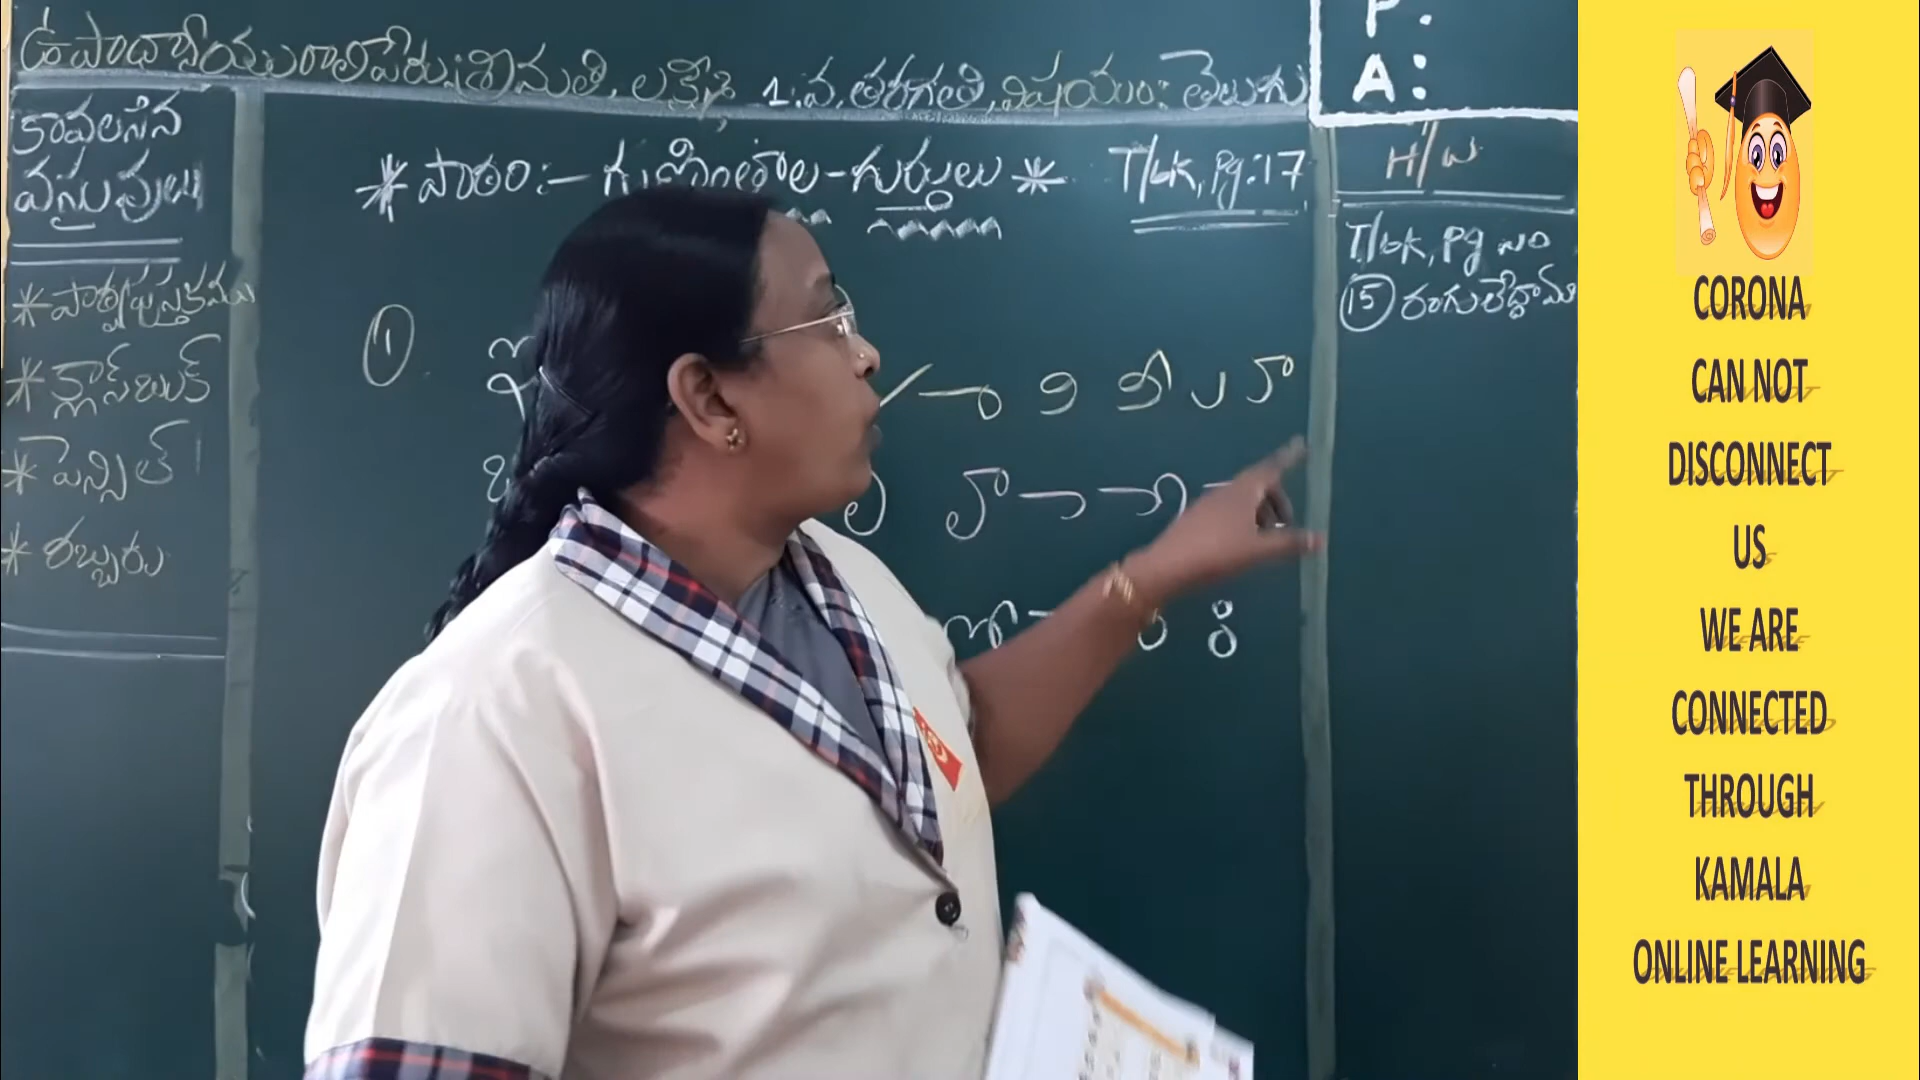 ఉపాధ్యాయురాలిపేరు:శ్రీమతి. లక్ష్మి, 1.వ. తరగతి, విషయం: తెలుగు
P:
A:
కావలసిన
వస్తువులు
* పాఠ్యపుస్తకము
* క్లాస్‌బుక్
* పెన్సిల్
* రబ్బరు
* పాఠం:- గుణింతాల-గుర్తులు * T/bk, Pg:17
①
H/w
T/bk, Pg నం
⑮ రంగులేద్దాము
CORONA
CAN NOT
DISCONNECT
US
WE ARE
CONNECTED
THROUGH
KAMALA
ONLINE LEARNING